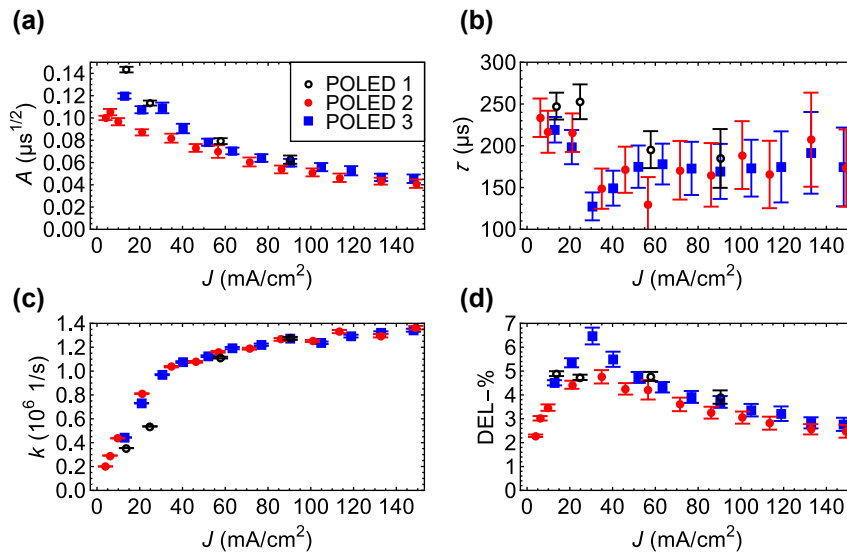 (a)
A (μs^1/2)
0.14
0.12
0.10
0.08
0.06
0.04
0.02
0.00
0 20 40 60 80 100 120 140
J (mA/cm²)
POLED 1
POLED 2
POLED 3
(b)
τ (μs)
300
250
200
150
100
0 20 40 60 80 100 120 140
J (mA/cm²)
(c)
k (10⁶ 1/s)
1.4
1.2
1.0
0.8
0.6
0.4
0.2
0.0
0 20 40 60 80 100 120 140
J (mA/cm²)
(d)
DEL-%
7
6
5
4
3
2
1
0
0 20 40 60 80 100 120 140
J (mA/cm²)